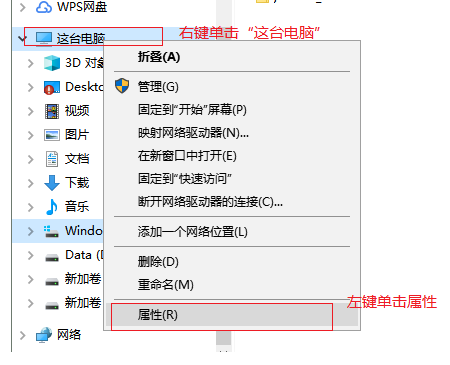 WPS网盘
这台电脑
右键单击“这台电脑”
折叠(A)
3D 对象
管理(G)
Deskto
固定到“开始”屏幕(P)
视频
映射网络驱动器(N)...
图片
在新窗口中打开(E)
文档
固定到“快速访问”
下载
断开网络驱动器的连接(C)...
音乐
添加一个网络位置(L)
Windo
Data (D
删除(D)
新加卷
重命名(M)
新加卷
左键单击属性
属性(R)
网络